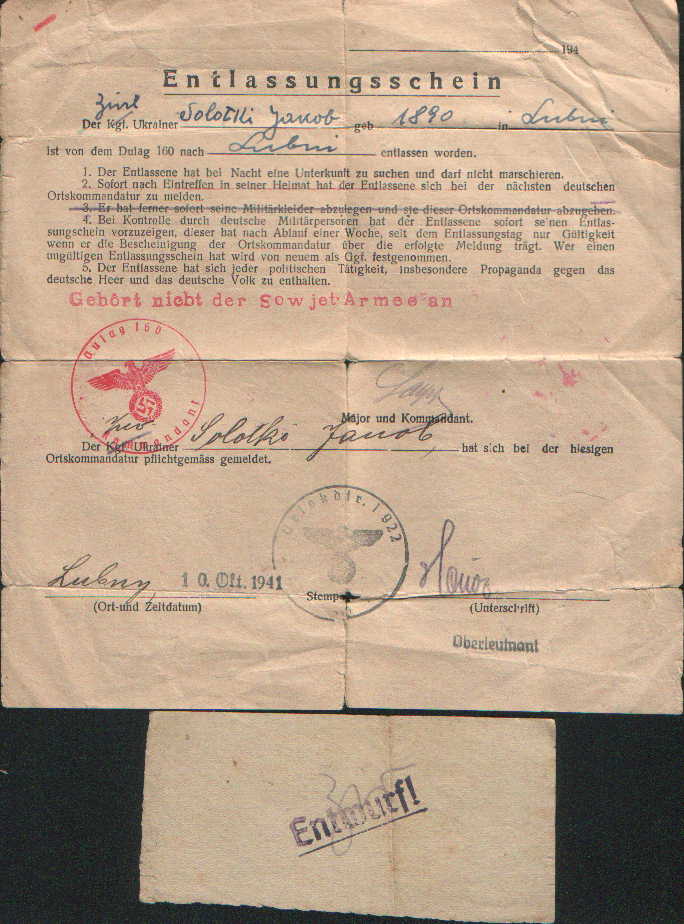 194
Entlassungsschein
Zivil
Der Kgf. Ukrainer Solotki Jakob geb 1890 in Lubni
ist von dem Dulag 160 nach Lubni entlassen worden.
1. Der Entlassene hat bei Nacht eine Unterkunft zu suchen und darf nicht marschieren.
2. Sofort nach Eintreffen in seiner Heimat hat der Entlassene sich bei der nächsten deutschen
Ortskommandatur zu melden.
3. Er hat ferner sofort seine Militärkleider abzulegen und sie dieser Ortskommandatur abzugeben.
4. Bei Kontrolle durch deutsche Militärpersonen hat der Entlassene sofort seinen Entlas-
sungschein vorzuzeigen, dieser hat nach Ablauf einer Woche, seit dem Entlassungstag nur Gültigkeit
wenn er die Bescheinigung der Ortskommandatur über die erfolgte Meldung trägt. Wer einen
ungültigen Entlassungsschein hat wird von neuem als Ggf. festgenommen.
5. Der Entlassene hat sich jeder politischen Tätigkeit, insbesondere Propaganda gegen das
deutsche Heer und das deutsche Volk zu enthalten.
Gehört nicht der Sowjet-Armee an
Dulag 160
Kommandant
Major und Kommandant.
Der Kgf. Ukrainer Solotko Jakob, hat sich bei der hiesigen
Ortskommandatur pflichtgemäss gemeldet.
Ortskdtr. 1922
Lubny, 10. Okt. 1941
Stempel
(Ort-und Zeitdatum) (Unterschrift)
Oberleutnant
Entwurf!